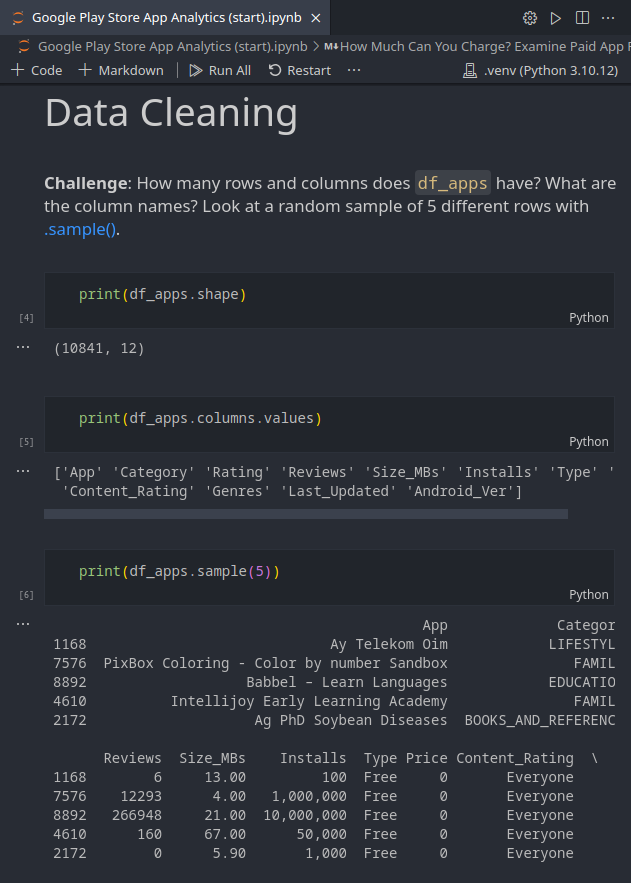 Google Play Store App Analytics (start).ipynb ×
Google Play Store App Analytics (start).ipynb > M↓How Much Can You Charge? Examine Paid App
+ Code + Markdown | Run All Restart ··· .venv (Python 3.10.12)
Data Cleaning
Challenge: How many rows and columns does df_apps have? What are
the column names? Look at a random sample of 5 different rows with
.sample().
print(df_apps.shape)
[4] Python
··· (10841, 12)
print(df_apps.columns.values)
[5] Python
··· ['App' 'Category' 'Rating' 'Reviews' 'Size_MBs' 'Installs' 'Type' '
'Content_Rating' 'Genres' 'Last_Updated' 'Android_Ver']
print(df_apps.sample(5))
[6] Python
··· App Categor
1168 Ay Telekom Oim LIFESTYL
7576 PixBox Coloring - Color by number Sandbox FAMIL
8892 Babbel – Learn Languages EDUCATIO
4610 Intellijoy Early Learning Academy FAMIL
2172 Ag PhD Soybean Diseases BOOKS_AND_REFERENC
Reviews Size_MBs Installs Type Price Content_Rating \
1168 6 13.00 100 Free 0 Everyone
7576 12293 4.00 1,000,000 Free 0 Everyone
8892 266948 21.00 10,000,000 Free 0 Everyone
4610 160 67.00 50,000 Free 0 Everyone
2172 0 5.90 1,000 Free 0 Everyone